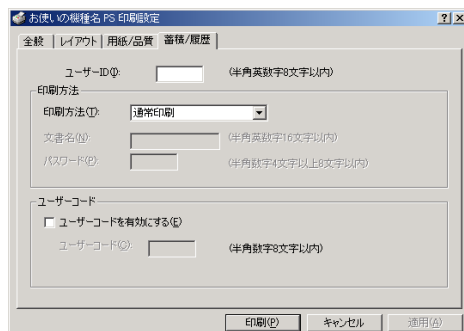 お使いの機種名 PS 印刷設定
全般 レイアウト 用紙/品質 蓄積/履歴
ユーザーID(I): (半角英数字8文字以内)
印刷方法
印刷方法(T): 通常印刷
文書名(N): (半角英数字16文字以内)
パスワード(P): (半角数字4文字以上8文字以内)
ユーザーコード
ユーザーコードを有効にする(E)
ユーザーコード(C): (半角数字8文字以内)
印刷(P) キャンセル 適用(A)